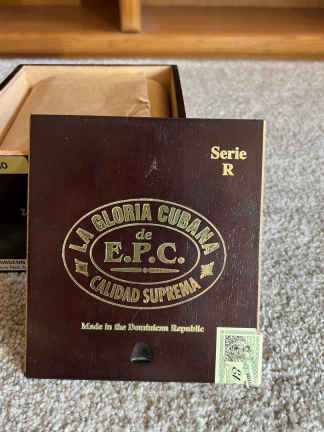 Serie
R
LA GLORIA CUBANA
de
E.P.C.
CALIDAD SUPREMA
Made in the Dominican Republic